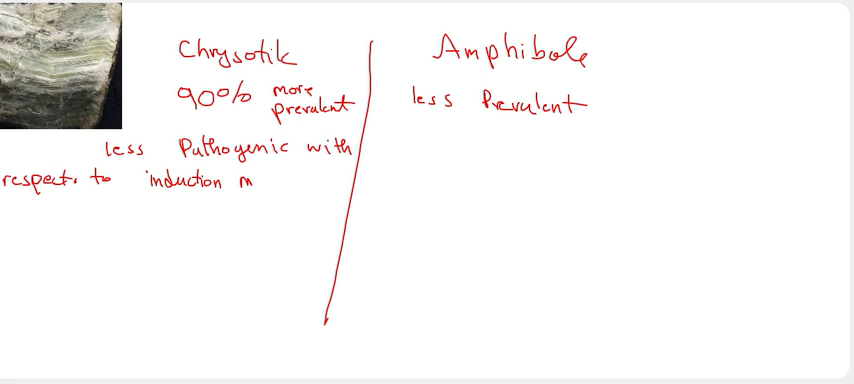 Chrysotile
90% more prevalent
less Pathogenic with
respect. to induction m
Amphibole
less Prevalent